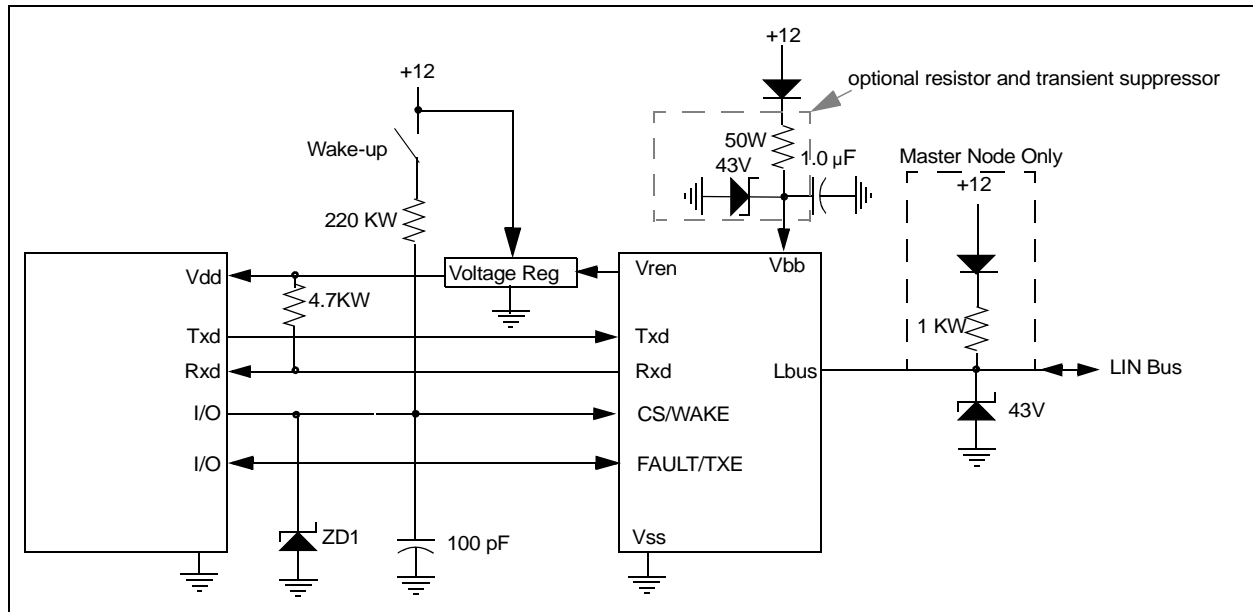 +12
optional resistor and transient suppressor
+12
50W
1.0 µF
43V
Wake-up
Master Node Only
+12
220 KW
Vdd
Voltage Reg
Vren
Vbb
4.7KW
1 KW
Txd
Txd
Rxd
Rxd
Lbus
LIN Bus
I/O
CS/WAKE
43V
I/O
FAULT/TXE
ZD1
100 pF
Vss